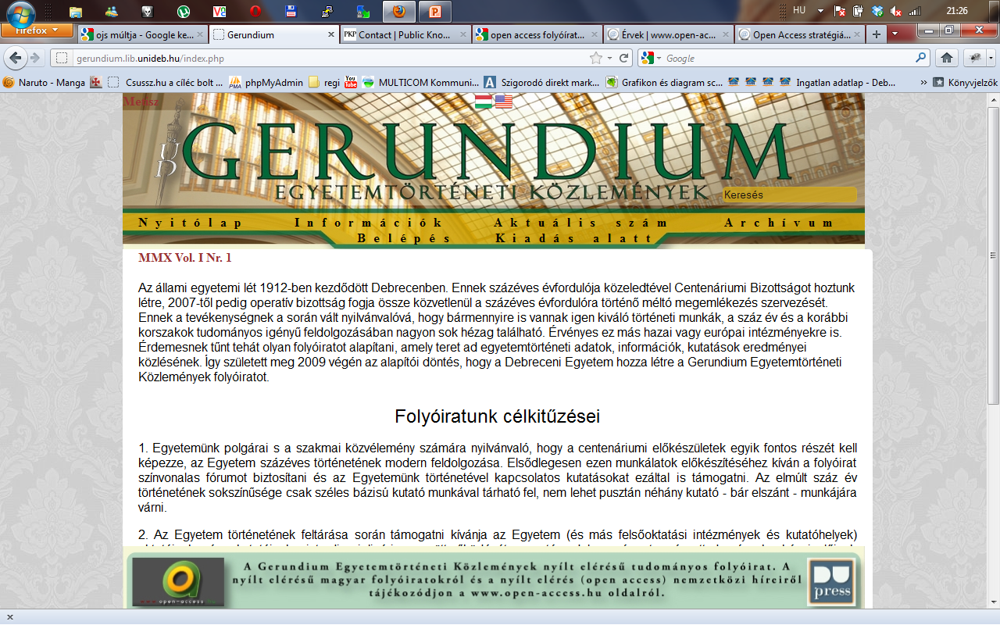 HU
21:26
Firefox
ojs múltja - Google ke...
Gerundium
Contact | Public Kno...
open access folyóirat...
Érvek | www.open-ac...
Open Access stratégiá...
gerundium.lib.unideb.hu/index.php
Google
Naruto - Manga
Csussz.hu a cíléc bolt ...
phpMyAdmin
regi
MULTICOM Kommuni...
Szigorodó direkt mark...
Grafikon és diagram sc...
Ingatlan adatlap - Deb...
»
Könyvjelzők
GERUNDIUM
EGYETEMTÖRTÉNETI KÖZLEMÉNYEK
Keresés
Nyitólap Információk Aktuális szám Archívum
Belépés Kiadás alatt
MMX Vol. I Nr. 1
Az állami egyetemi lét 1912-ben kezdődött Debrecenben. Ennek százéves évfordulója közeledtével Centenáriumi Bizottságot hoztunk
létre, 2007-től pedig operatív bizottság fogja össze közvetlenül a százéves évfordulóra történő méltó megemlékezés szervezését.
Ennek a tevékenységnek a során vált nyilvánvalóvá, hogy bármennyire is vannak igen kiváló történeti munkák, a száz év és a korábbi
korszakok tudományos igényű feldolgozásában nagyon sok hézag található. Érvényes ez más hazai vagy európai intézményekre is.
Érdemesnek tűnt tehát olyan folyóiratot alapítani, amely teret ad egyetemtörténeti adatok, információk, kutatások eredményei
közlésének. Így született meg 2009 végén az alapítói döntés, hogy a Debreceni Egyetem hozza létre a Gerundium Egyetemtörténeti
Közlemények folyóiratot.
Folyóiratunk célkitűzései
1. Egyetemünk polgárai s a szakmai közvélemény számára nyilvánvaló, hogy a centenáriumi előkészületek egyik fontos részét kell
képezze, az Egyetem százéves történetének modern feldolgozása. Elsődlegesen ezen munkálatok előkészítéséhez kíván a folyóirat
színvonalas fórumot biztosítani és az Egyetemünk történetével kapcsolatos kutatásokat ezáltal is támogatni. Az elmúlt száz év
történetének sokszínűsége csak széles bázisú kutató munkával tárható fel, nem lehet pusztán néhány kutató - bár elszánt - munkájára
várni.
2. Az Egyetem történetének feltárása során támogatni kívánja az Egyetem (és más felsőoktatási intézmények és kutatóhelyek)
A Gerundium Egyetemtörténeti Közlemények nyílt elérésű tudományos folyóirat. A
nyílt elérésű magyar folyóiratokról és a nyílt elérés (open access) nemzetközi híreiről
tájékozódjon a www.open-access.hu oldalról.
www.open-access.hu
DU
press